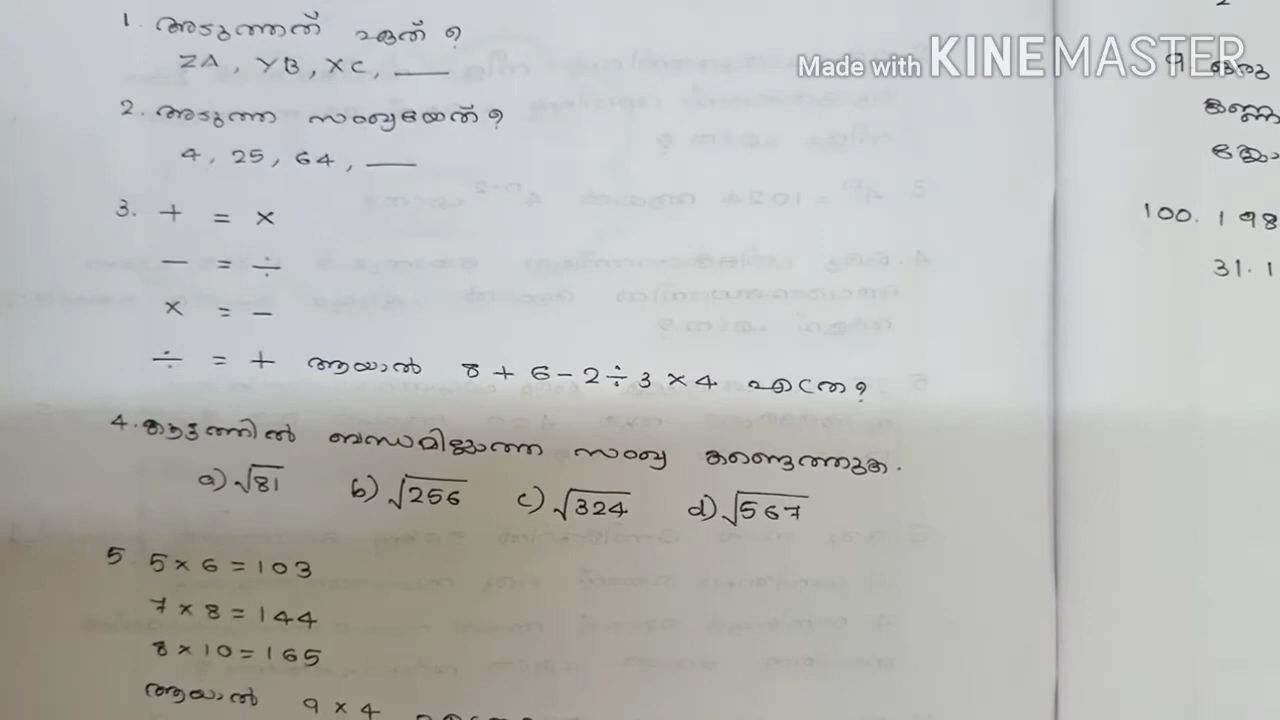 Made with KINEMASTER
1. അടുത്തത് ഏത് ?
ZA, YB, XC, ___
2. അടുത്ത സംഖ്യയേത് ?
4, 25, 64, ___
3. + = ×
− = ÷
× = −
÷ = + ആയാൽ 8 + 6 − 2 ÷ 3 × 4 എത്ര ?
4. കൂട്ടത്തിൽ ബന്ധമില്ലാത്ത സംഖ്യ കണ്ടെത്തുക.
a) √81 b) √256 c) √324 d) √567
5. 5 × 6 = 103
7 × 8 = 144
8 × 10 = 165
ആയാൽ 9 × 4
9. ഒരു
100. 198
31. 1